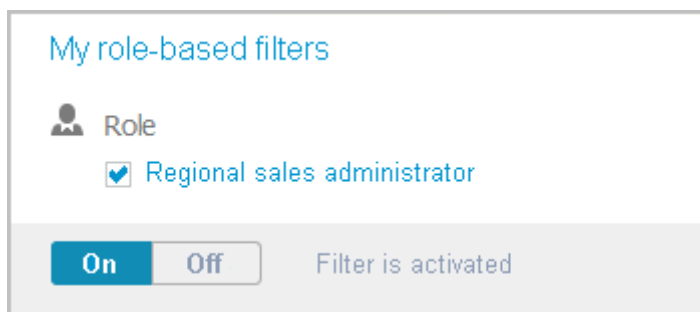 My role-based filters
Role
Regional sales administrator
On Off Filter is activated